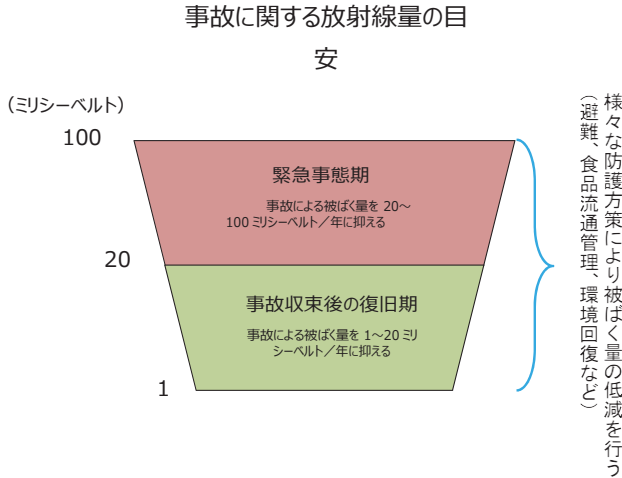 事故に関する放射線量の目
安
（ミリシーベルト）
100
緊急事態期
事故による被ばく量を 20～
100 ミリシーベルト／年に抑える
20
事故収束後の復旧期
事故による被ばく量を 1～20 ミリ
シーベルト／年に抑える
1
様々な防護方策により被ばく量の低減を行う
（避難、食品流通管理、環境回復など）